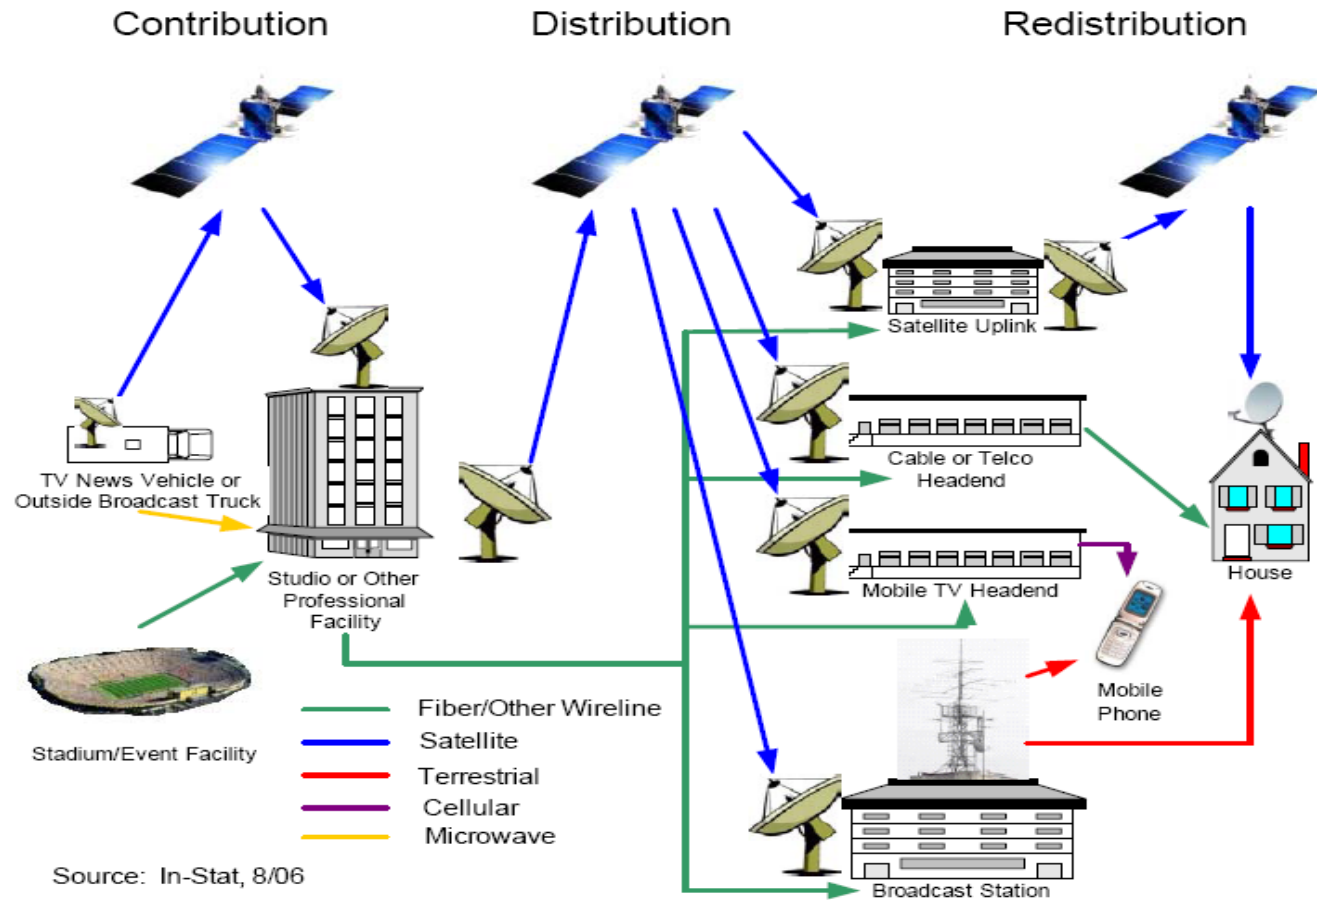 Contribution
Distribution
Redistribution
Satellite Uplink
TV News Vehicle or
Outside Broadcast Truck
Cable or Telco
Headend
Studio or Other
Professional
Facility
Mobile TV Headend
House
Mobile
Phone
Stadium/Event Facility
Fiber/Other Wireline
Satellite
Terrestrial
Cellular
Microwave
Broadcast Station
Source: In-Stat, 8/06